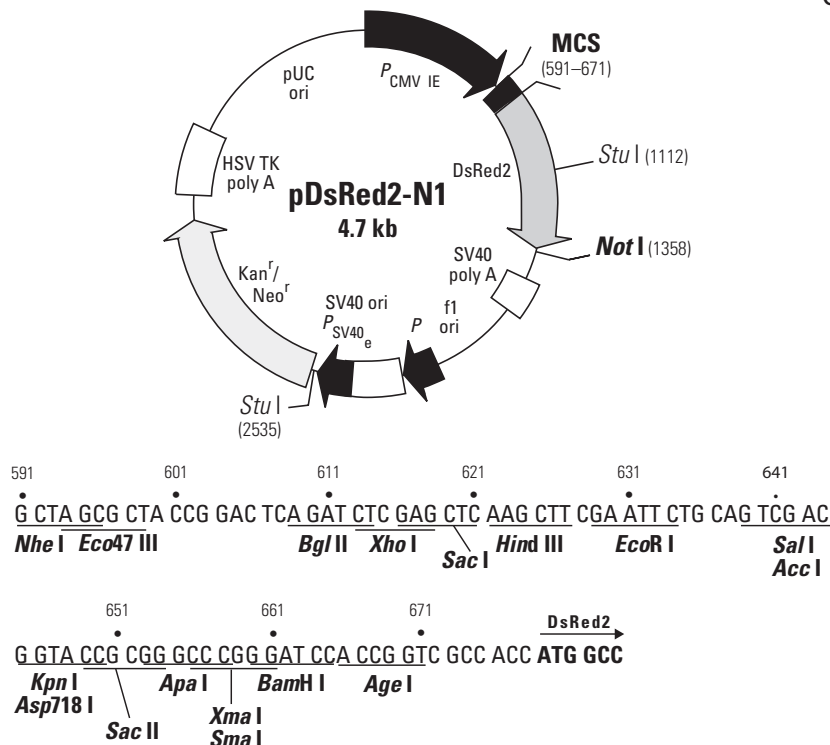 MCS
(591–671)
P CMV IE
pUC
ori
Stu I (1112)
HSV TK
poly A
DsRed2
pDsRed2-N1
4.7 kb
Not I (1358)
SV40
poly A
Kan r /
Neo r
SV40 ori
P SV40 e
P
f1
ori
Stu I
(2535)
591 601 611 621 631 641
G CTA GCG CTA CCG GAC TCA GAT CTC GAG CTC AAG CTT CGA ATT CTG CAG TCG AC
Nhe I Eco47 III Bgl II Xho I Hind III EcoR I Sal I
Sac I Acc I
651 661 671 DsRed2
G GTA CCG CGG GCC CGG GAT CCA CCG GTC GCC ACC ATG GCC
Kpn I Apa I BamH I Age I
Asp718 I
Sac II Xma I
Sma I